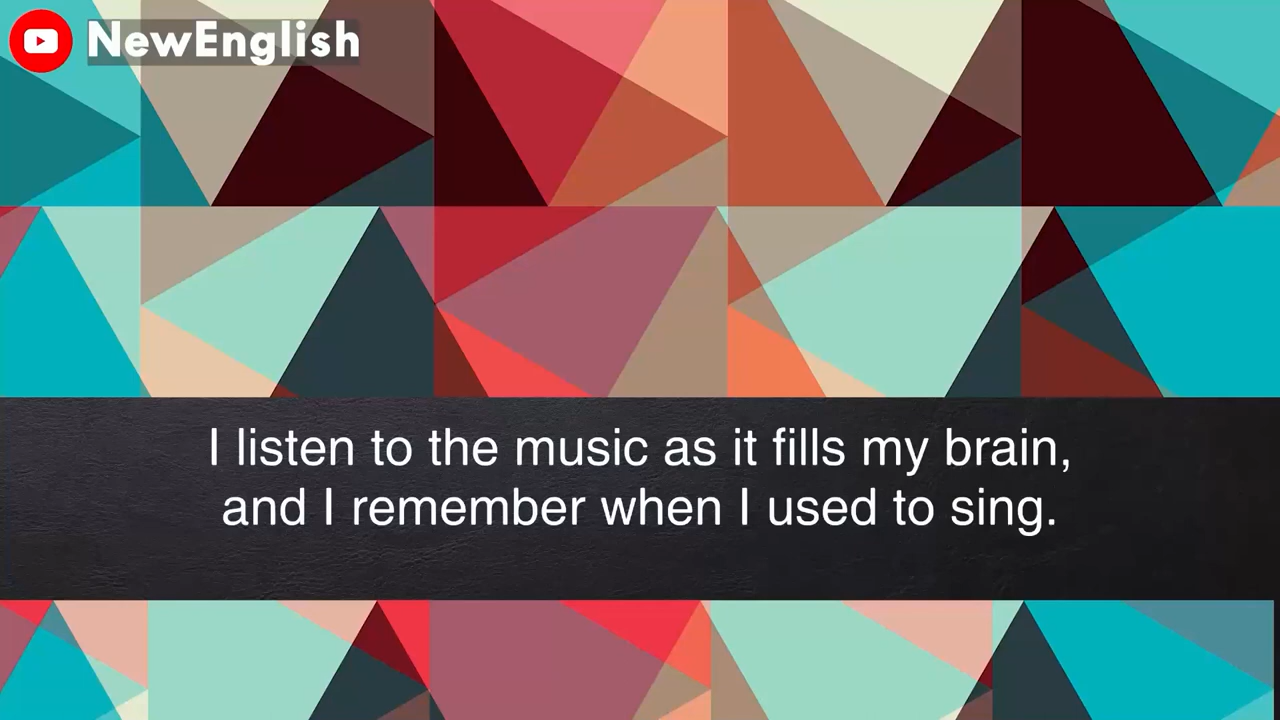 NewEnglish
I listen to the music as it fills my brain,
and I remember when I used to sing.